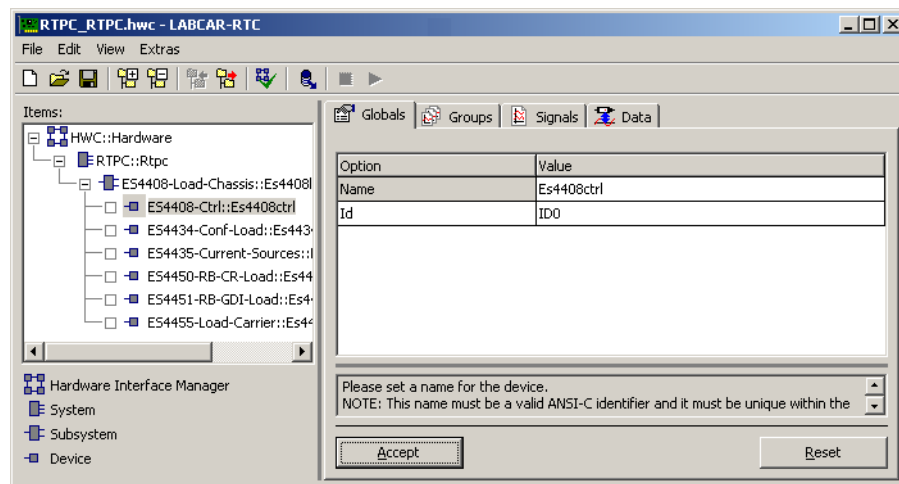 RTPC_RTPC.hwc - LABCAR-RTC
File Edit View Extras
Items:
HWC::Hardware
RTPC::Rtpc
ES4408-Load-Chassis::Es4408l
ES4408-Ctrl::Es4408ctrl
ES4434-Conf-Load::Es443
ES4435-Current-Sources::
ES4450-RB-CR-Load::Es44
ES4451-RB-GDI-Load::Es4
ES4455-Load-Carrier::Es44
Hardware Interface Manager
System
Subsystem
Device
Globals Groups Signals Data
Option Value
Name Es4408ctrl
Id ID0
Please set a name for the device.
NOTE: This name must be a valid ANSI-C identifier and it must be unique within the
Accept Reset